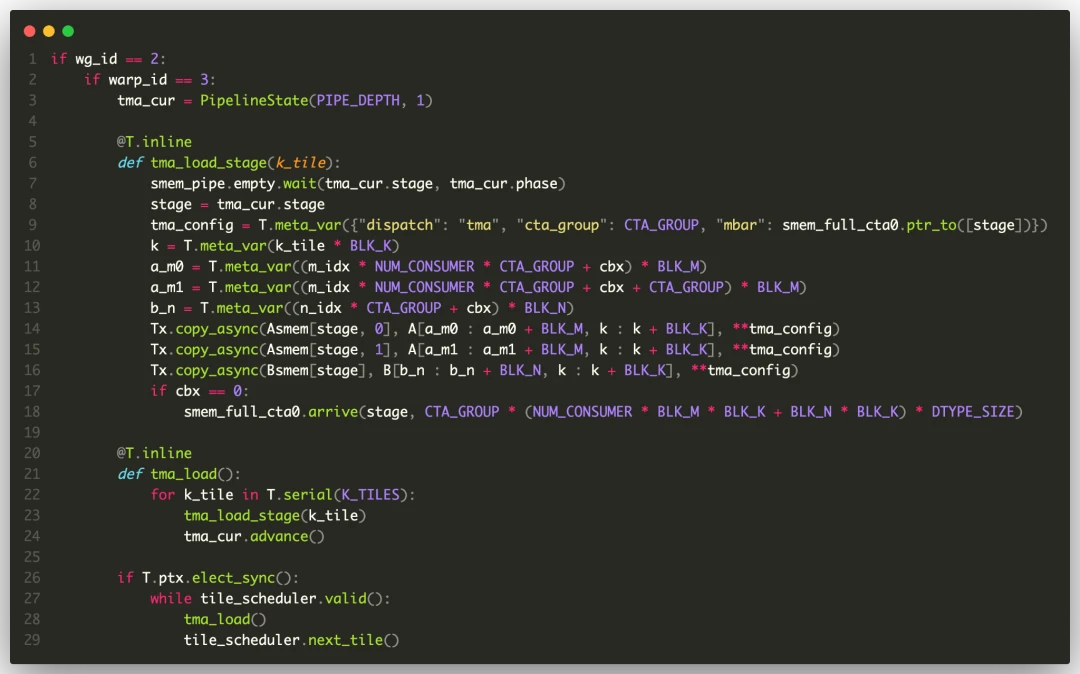 1 if wg_id == 2:
2     if warp_id == 3:
3         tma_cur = PipelineState(PIPE_DEPTH, 1)
4
5         @T.inline
6         def tma_load_stage(k_tile):
7             smem_pipe.empty.wait(tma_cur.stage, tma_cur.phase)
8             stage = tma_cur.stage
9             tma_config = T.meta_var({"dispatch": "tma", "cta_group": CTA_GROUP, "mbar": smem_full_cta0.ptr_to([stage])})
10             k = T.meta_var(k_tile * BLK_K)
11             a_m0 = T.meta_var((m_idx * NUM_CONSUMER * CTA_GROUP + cbx) * BLK_M)
12             a_m1 = T.meta_var((m_idx * NUM_CONSUMER * CTA_GROUP + cbx + CTA_GROUP) * BLK_M)
13             b_n = T.meta_var((n_idx * CTA_GROUP + cbx) * BLK_N)
14             Tx.copy_async(Asmem[stage, 0], A[a_m0 : a_m0 + BLK_M, k : k + BLK_K], **tma_config)
15             Tx.copy_async(Asmem[stage, 1], A[a_m1 : a_m1 + BLK_M, k : k + BLK_K], **tma_config)
16             Tx.copy_async(Bsmem[stage], B[b_n : b_n + BLK_N, k : k + BLK_K], **tma_config)
17             if cbx == 0:
18                 smem_full_cta0.arrive(stage, CTA_GROUP * (NUM_CONSUMER * BLK_M * BLK_K + BLK_N * BLK_K) * DTYPE_SIZE)
19
20         @T.inline
21         def tma_load():
22             for k_tile in T.serial(K_TILES):
23                 tma_load_stage(k_tile)
24                 tma_cur.advance()
25
26         if T.ptx.elect_sync():
27             while tile_scheduler.valid():
28                 tma_load()
29                 tile_scheduler.next_tile()